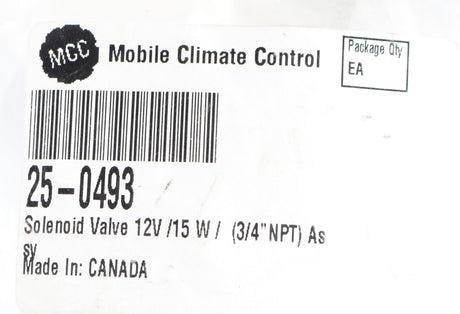 MCC Mobile Climate Control
Package Qty
EA
25-0493
Solenoid Valve 12V /15 W / (3/4"NPT) As
sy
Made In: CANADA